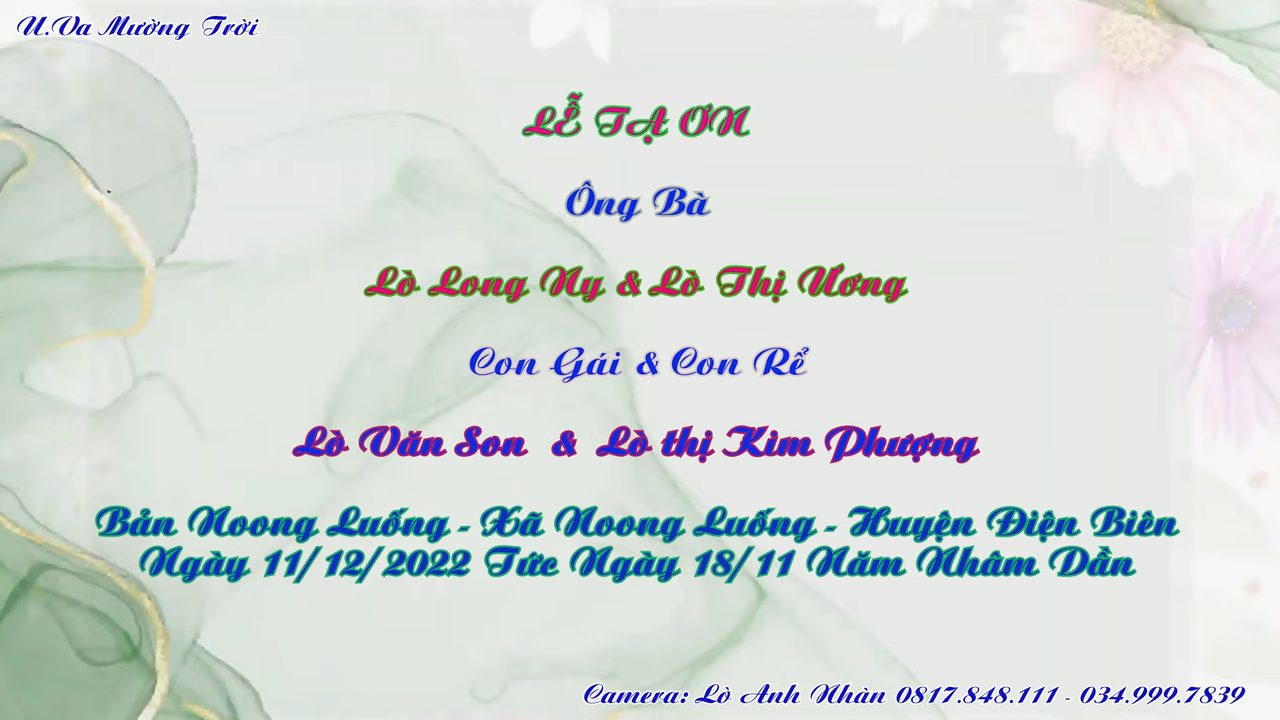 U.Va Mường Trời
LỄ TẠ ƠN
Ông Bà
Lò Long Ny & Lò Thị Ương
Con Gái & Con Rể
Lò Văn Son & Lò thị Kim Phượng
Bản Noong Luống - Xã Noong Luống - Huyện Điện Biên
Ngày 11/12/2022 Tức Ngày 18/11 Năm Nhâm Dần
Camera: Lò Anh Nhàn 0817.848.111 - 034.999.7839